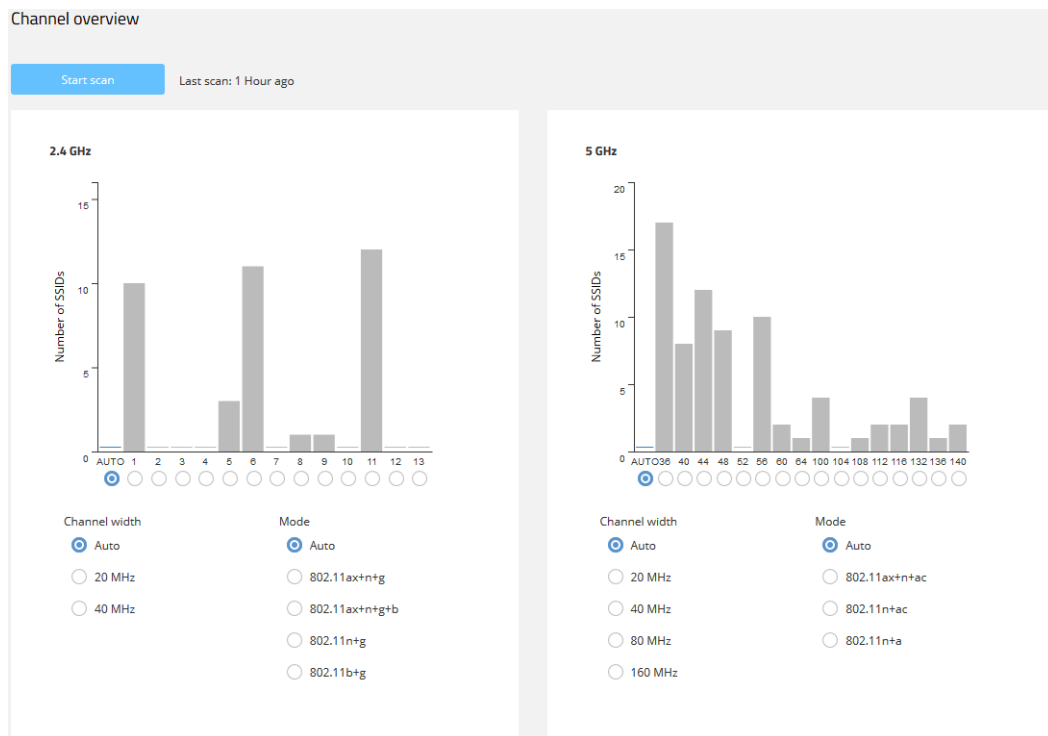 Channel overview
Start scan
Last scan: 1 Hour ago
2.4 GHz
15
10
5
0
Number of SSIDs
AUTO 1 2 3 4 5 6 7 8 9 10 11 12 13
Channel width
Auto
20 MHz
40 MHz
Mode
Auto
802.11ax+n+g
802.11ax+n+g+b
802.11n+g
802.11b+g
5 GHz
20
15
10
5
0
Number of SSIDs
AUTO 36 40 44 48 52 56 60 64 100 104 108 112 116 132 136 140
Channel width
Auto
20 MHz
40 MHz
80 MHz
160 MHz
Mode
Auto
802.11ax+n+ac
802.11n+ac
802.11n+a